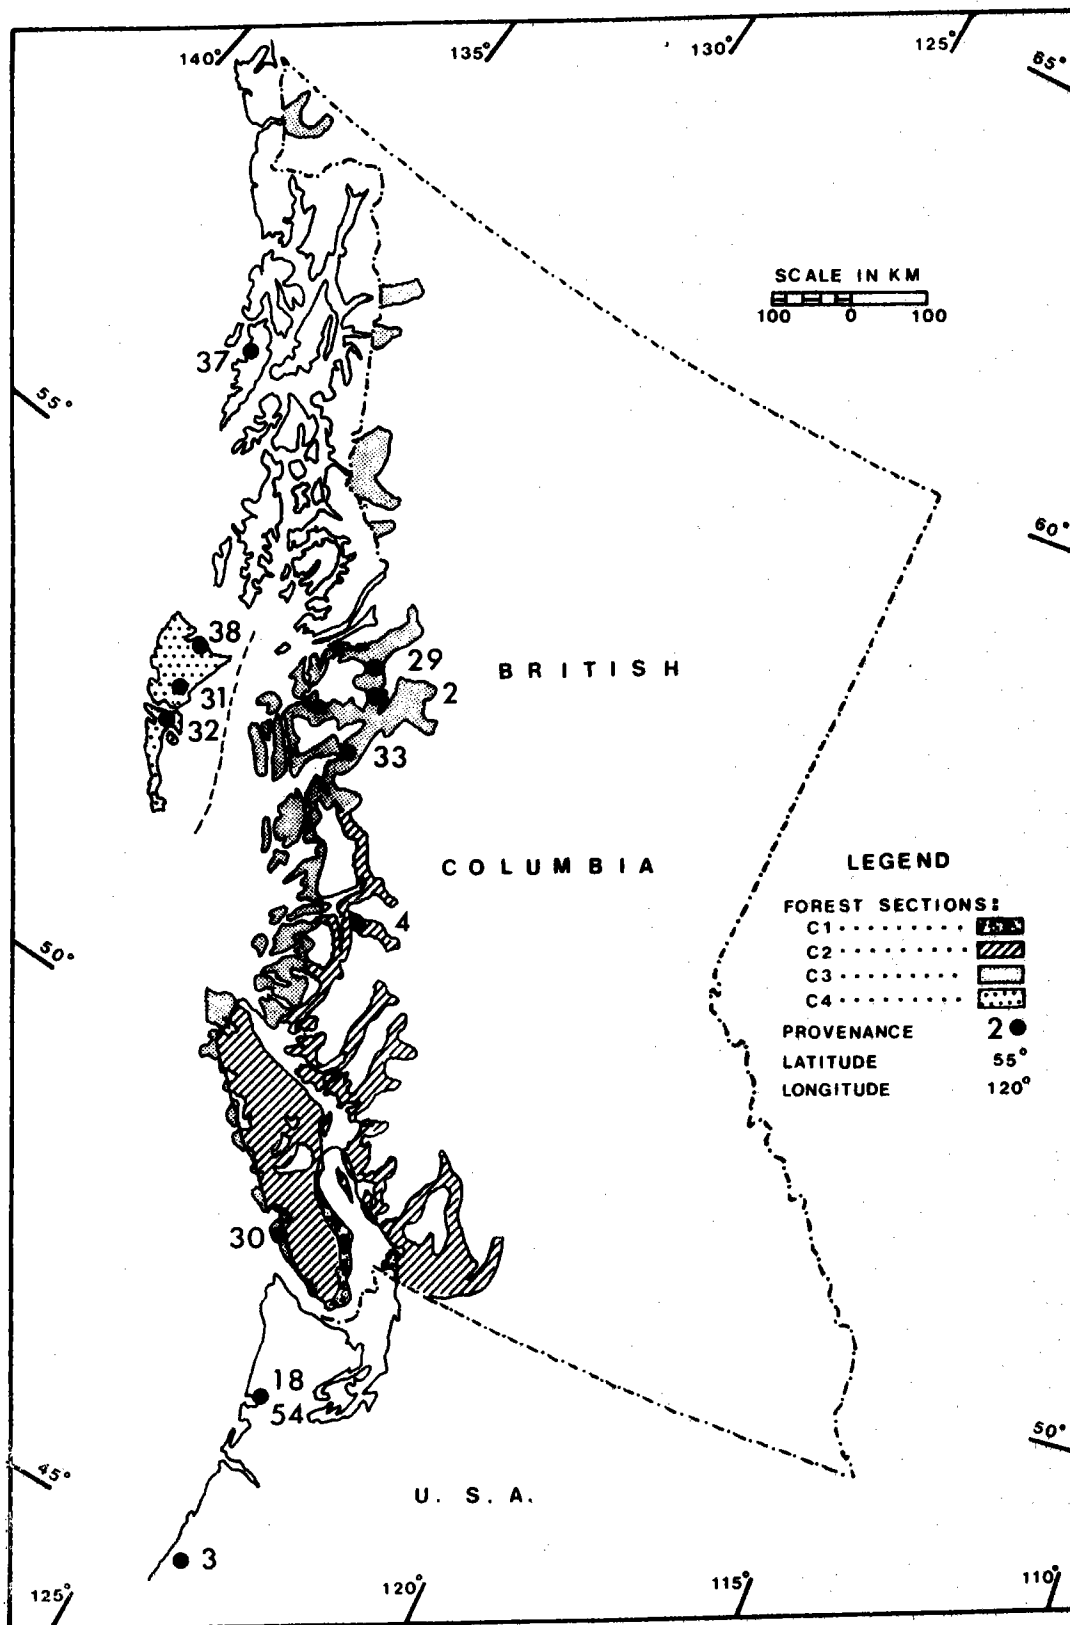 140° 135° 130° 125°
65°
SCALE IN KM
100 0 100
37
55°
60°
38
29
BRITISH
31
2
32
33
COLUMBIA
LEGEND
FOREST SECTIONS:
4
C1
50°
C2
C3
C4
PROVENANCE 2
LATITUDE 55°
LONGITUDE 120°
30
18
54
50°
45°
U. S. A.
3
125° 120° 115° 110°